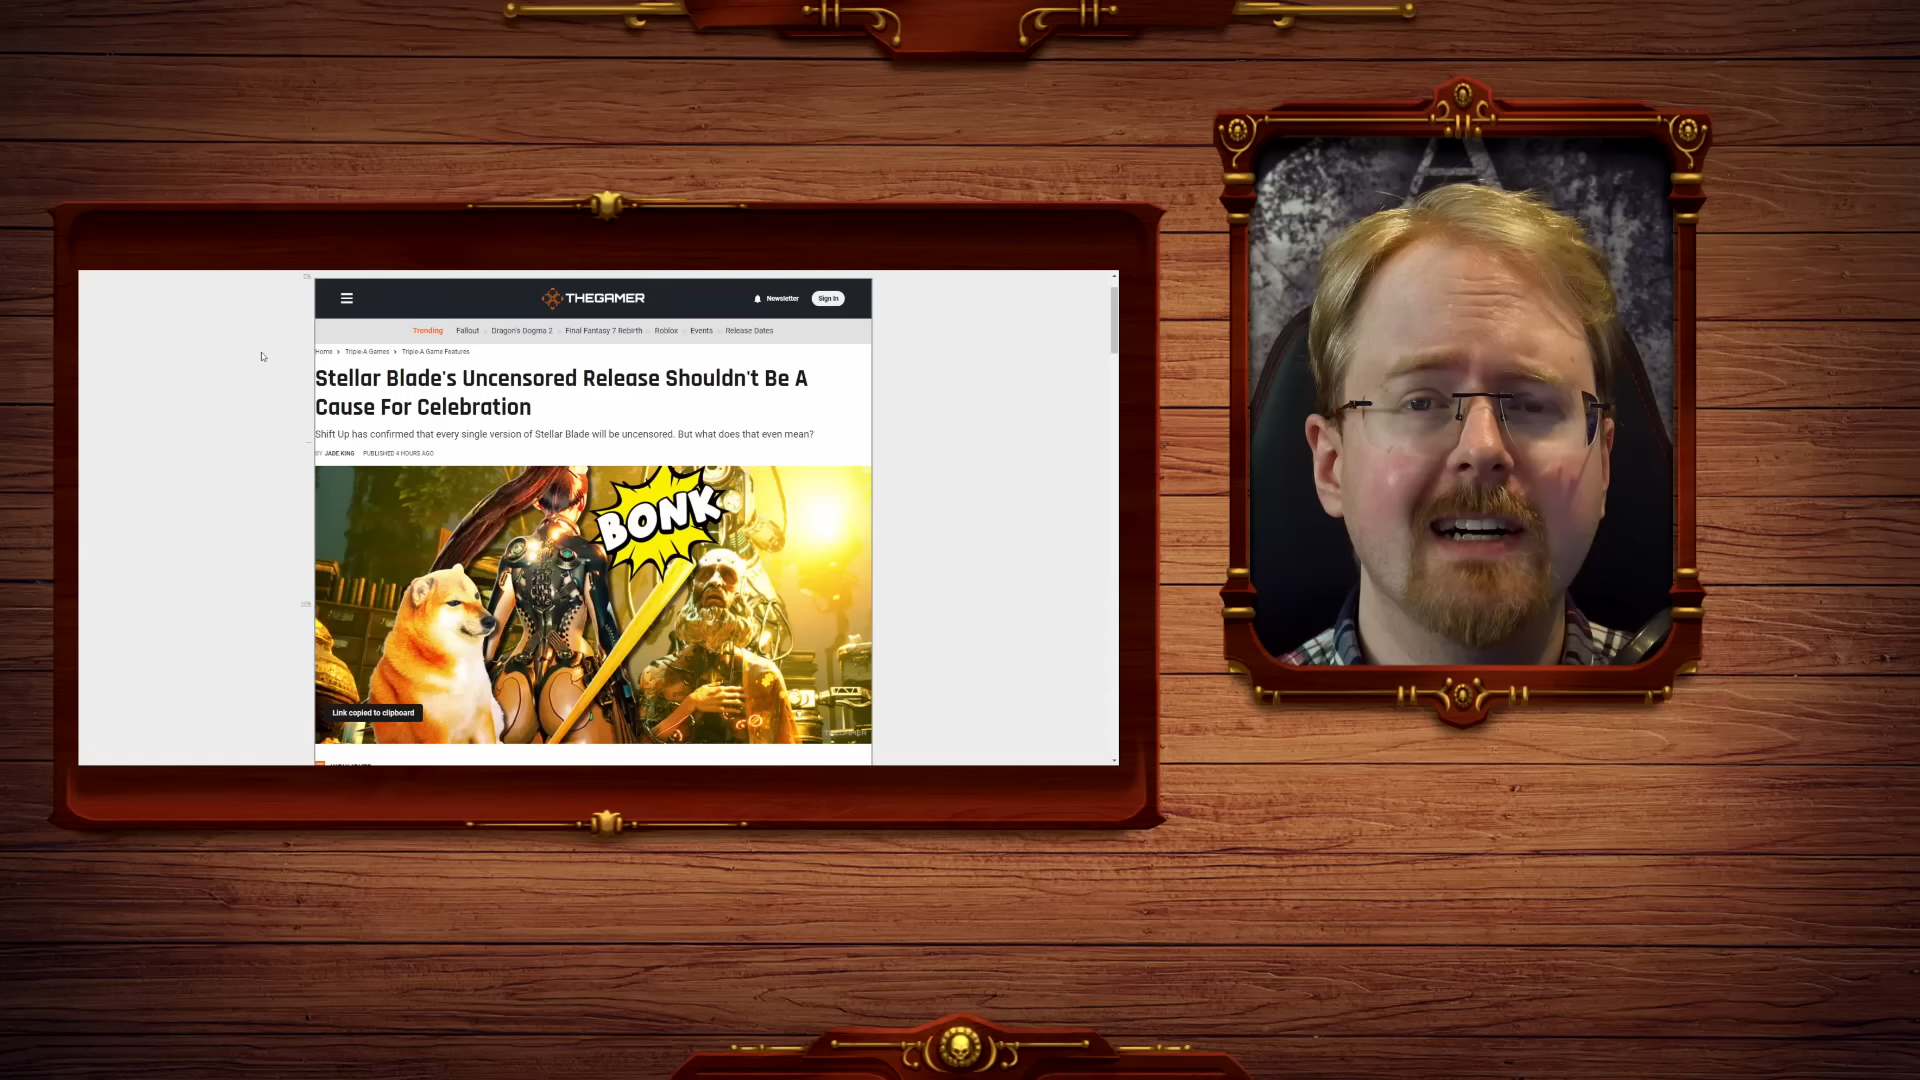 THEGAMER
Newsletter
Sign In
Trending Fallout Dragon's Dogma 2 Final Fantasy 7 Rebirth Roblox Events Release Dates
Home > Triple-A Games > Triple-A Game Features
Stellar Blade's Uncensored Release Shouldn't Be A
Cause For Celebration
Shift Up has confirmed that every single version of Stellar Blade will be uncensored. But what does that even mean?
BY JADE KING PUBLISHED 4 HOURS AGO
BONK
Link copied to clipboard
THEGAMER